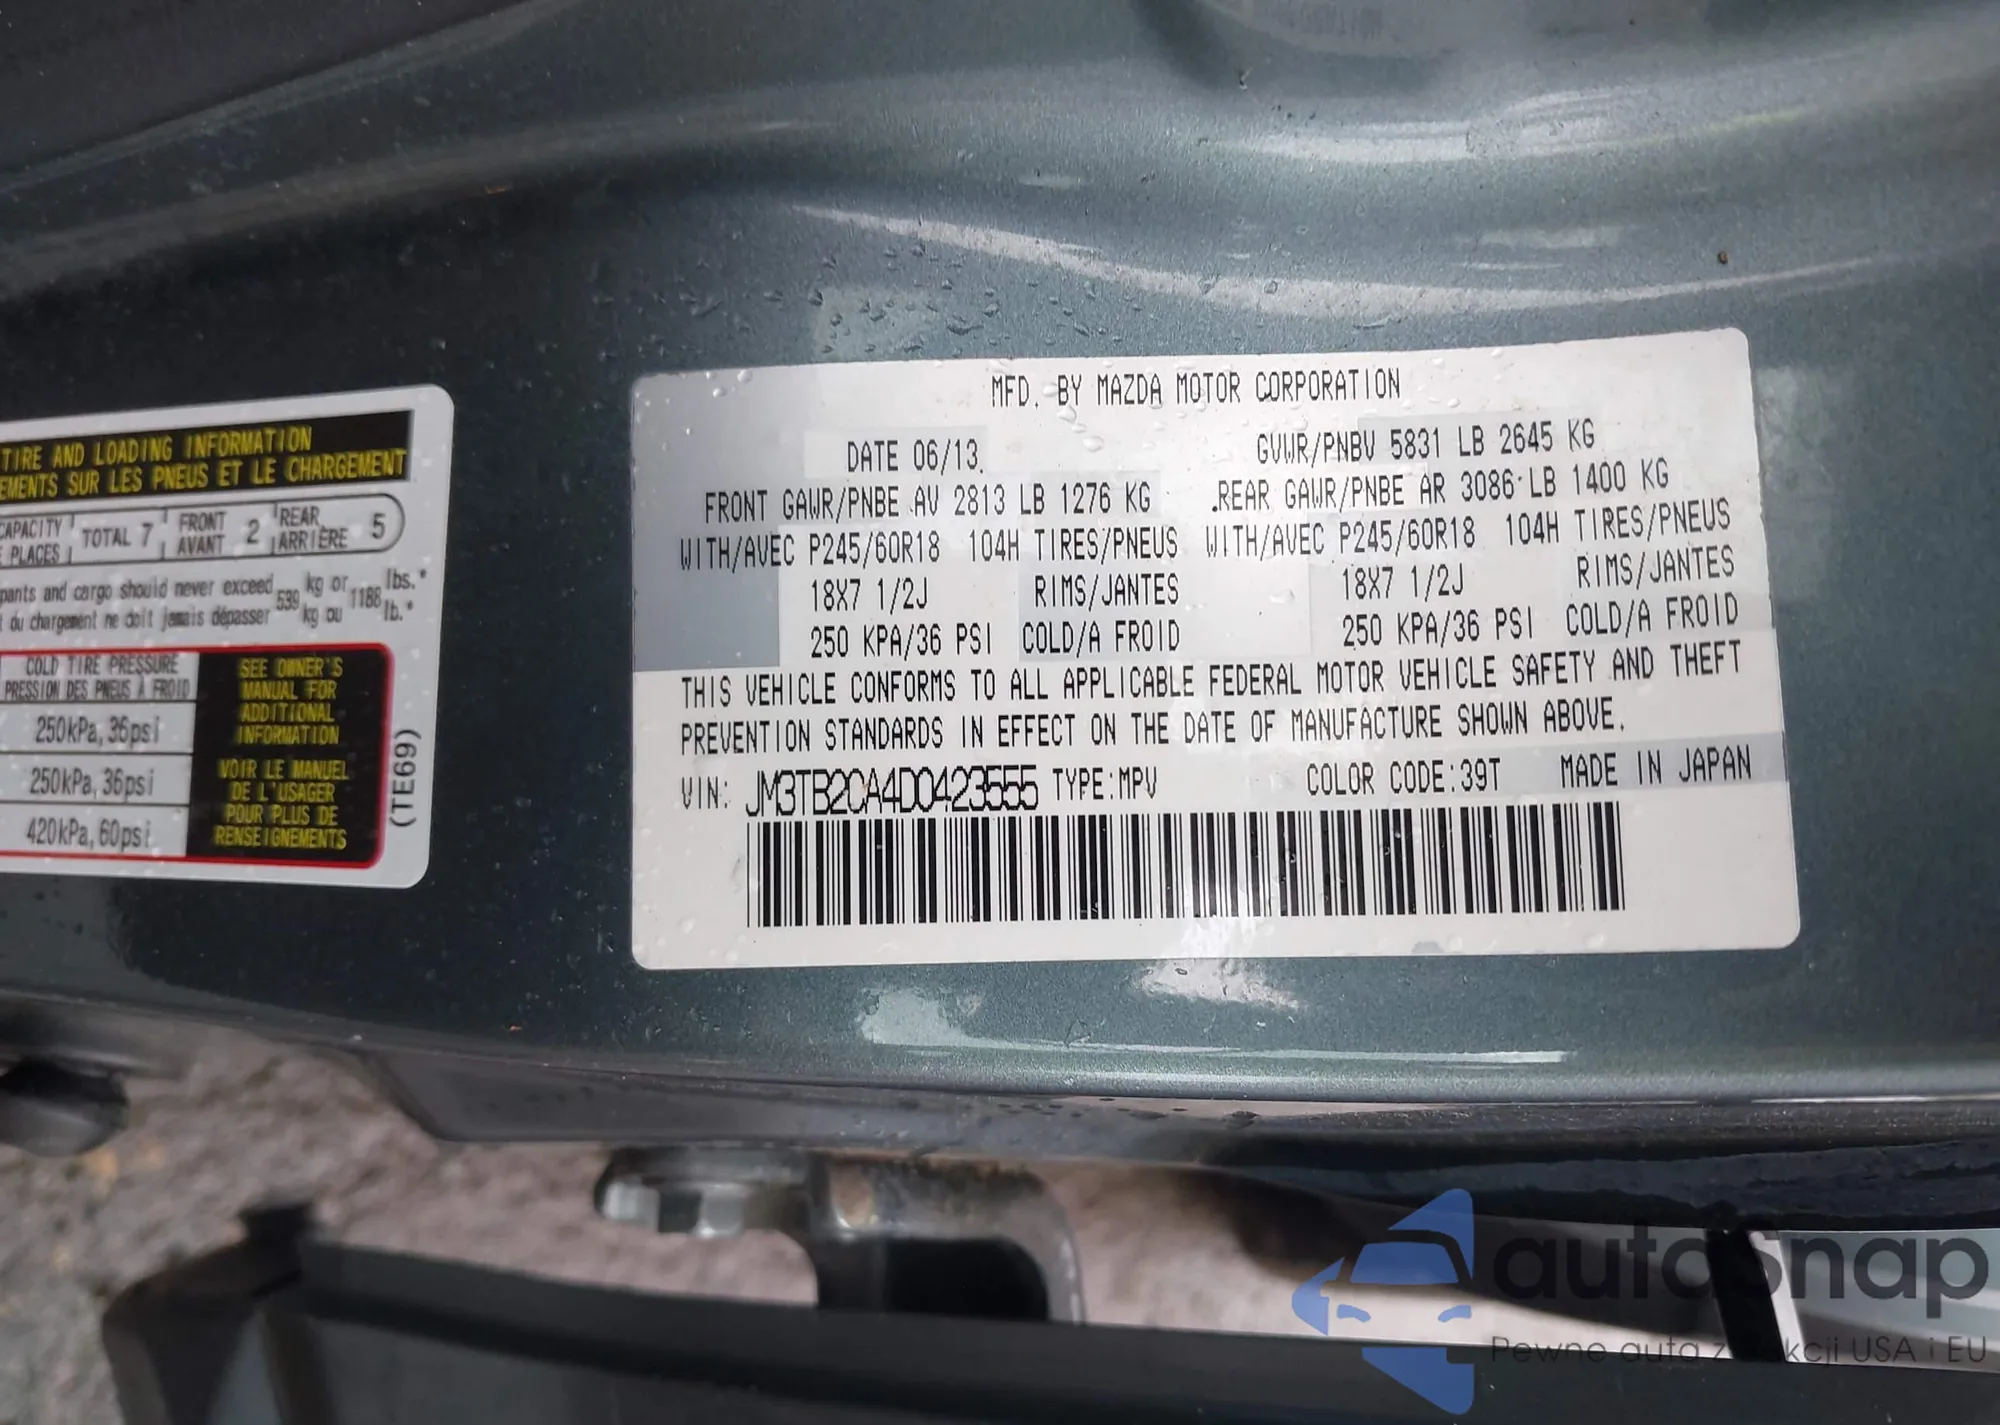 TIRE AND LOADING INFORMATION
EMENTS SUR LES PNEUS ET LE CHARGEMENT
CAPACITY TOTAL 7 FRONT 2 REAR 5
PLACES AVANT ARRIÈRE
pants and cargo should never exceed 539 kg or 1188 lbs.*
du chargement ne doit jamais dépasser kg ou lb.*
COLD TIRE PRESSURE
PRESSION DES PNEUS À FROID
250kPa, 36psi
250kPa, 36psi
420kPa, 60psi
SEE OWNER'S
MANUAL FOR
ADDITIONAL
INFORMATION
VOIR LE MANUEL
DE L'USAGER
POUR PLUS DE
RENSEIGNEMENTS
(TE69)
MFD. BY MAZDA MOTOR CORPORATION
DATE 06/13 GVWR/PNBV 5831 LB 2645 KG
FRONT GAWR/PNBE AV 2813 LB 1276 KG REAR GAWR/PNBE AR 3086 LB 1400 KG
WITH/AVEC P245/60R18 104H TIRES/PNEUS WITH/AVEC P245/60R18 104H TIRES/PNEUS
18X7 1/2J RIMS/JANTES 18X7 1/2J RIMS/JANTES
250 KPA/36 PSI COLD/A FROID 250 KPA/36 PSI COLD/A FROID
THIS VEHICLE CONFORMS TO ALL APPLICABLE FEDERAL MOTOR VEHICLE SAFETY AND THEFT
PREVENTION STANDARDS IN EFFECT ON THE DATE OF MANUFACTURE SHOWN ABOVE.
VIN: JM3TB2CA4D0423555 TYPE:MPV COLOR CODE:39T MADE IN JAPAN
autoSnap
Pewne auta z kcji USA i EU